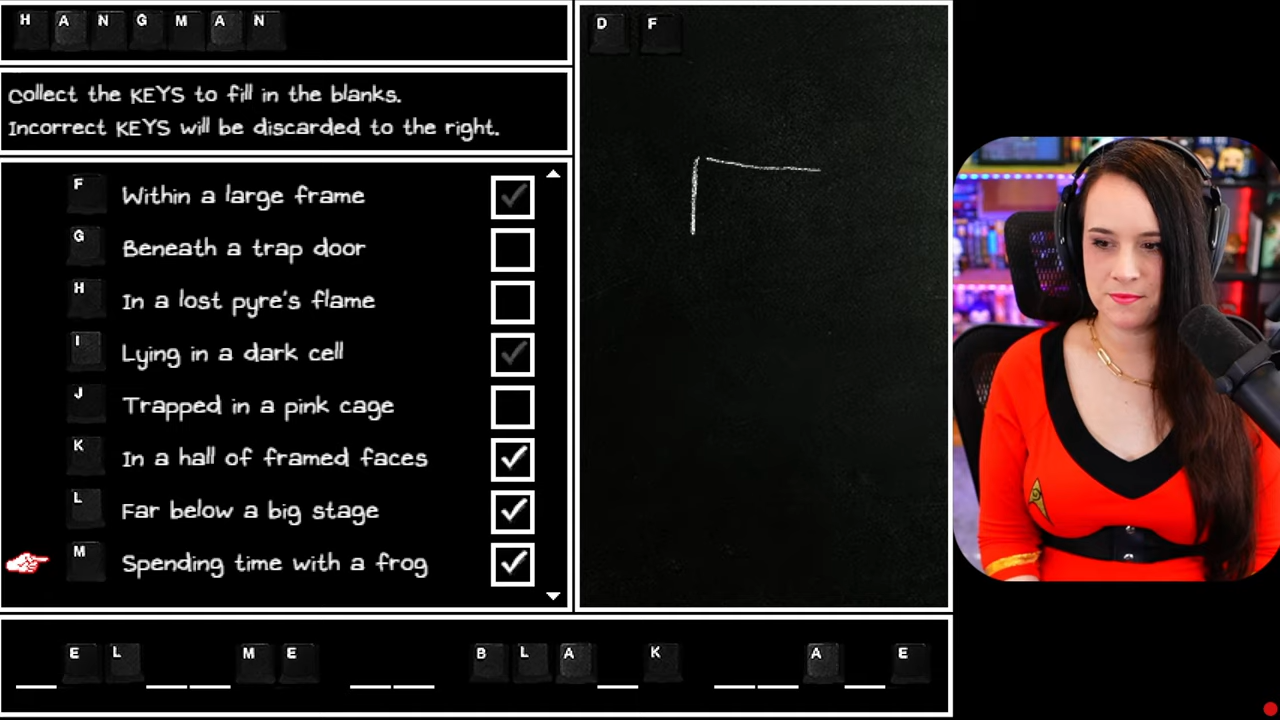 H A N G M A N
Collect the KEYS to fill in the blanks.
Incorrect KEYS will be discarded to the right.
F Within a large frame
G Beneath a trap door
H In a lost pyre's flame
I Lying in a dark cell
J Trapped in a pink cage
K In a hall of framed faces
L Far below a big stage
M Spending time with a frog
D F
_ E L _ _ M E _ _ B L A _ K _ _ A _ E